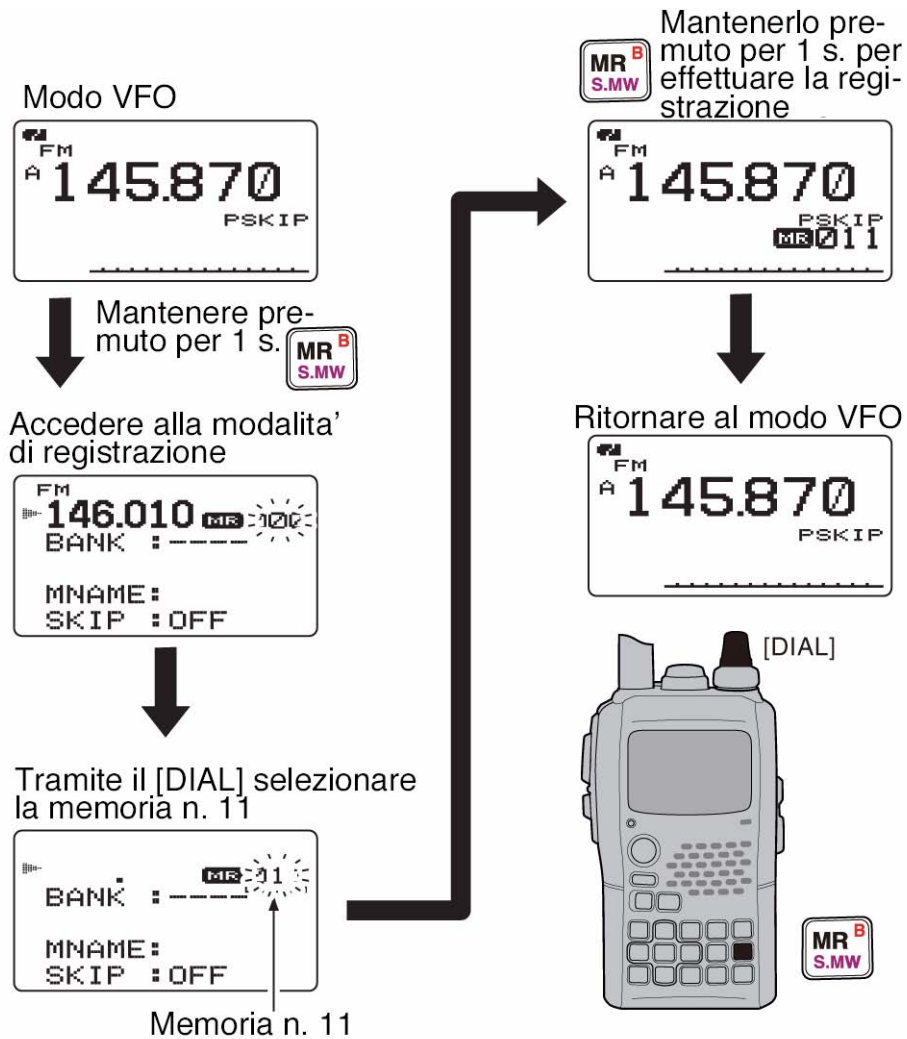 Modo VFO
FM
A 145.870
PSKIP
Mantenere pre-
muto per 1 s.
MR B
S.MW
Accedere alla modalita'
di registrazione
FM
146.010 MR 100
BANK :----
MNAME:
SKIP :OFF
Tramite il [DIAL] selezionare
la memoria n. 11
. MR 011
BANK :----
MNAME:
SKIP :OFF
Memoria n. 11
MR B
S.MW
Mantenerlo pre-
muto per 1 s. per
effettuare la regi-
strazione
FM
A 145.870
PSKIP
MR 011
Ritornare al modo VFO
FM
A 145.870
PSKIP
[DIAL]
MR B
S.MW